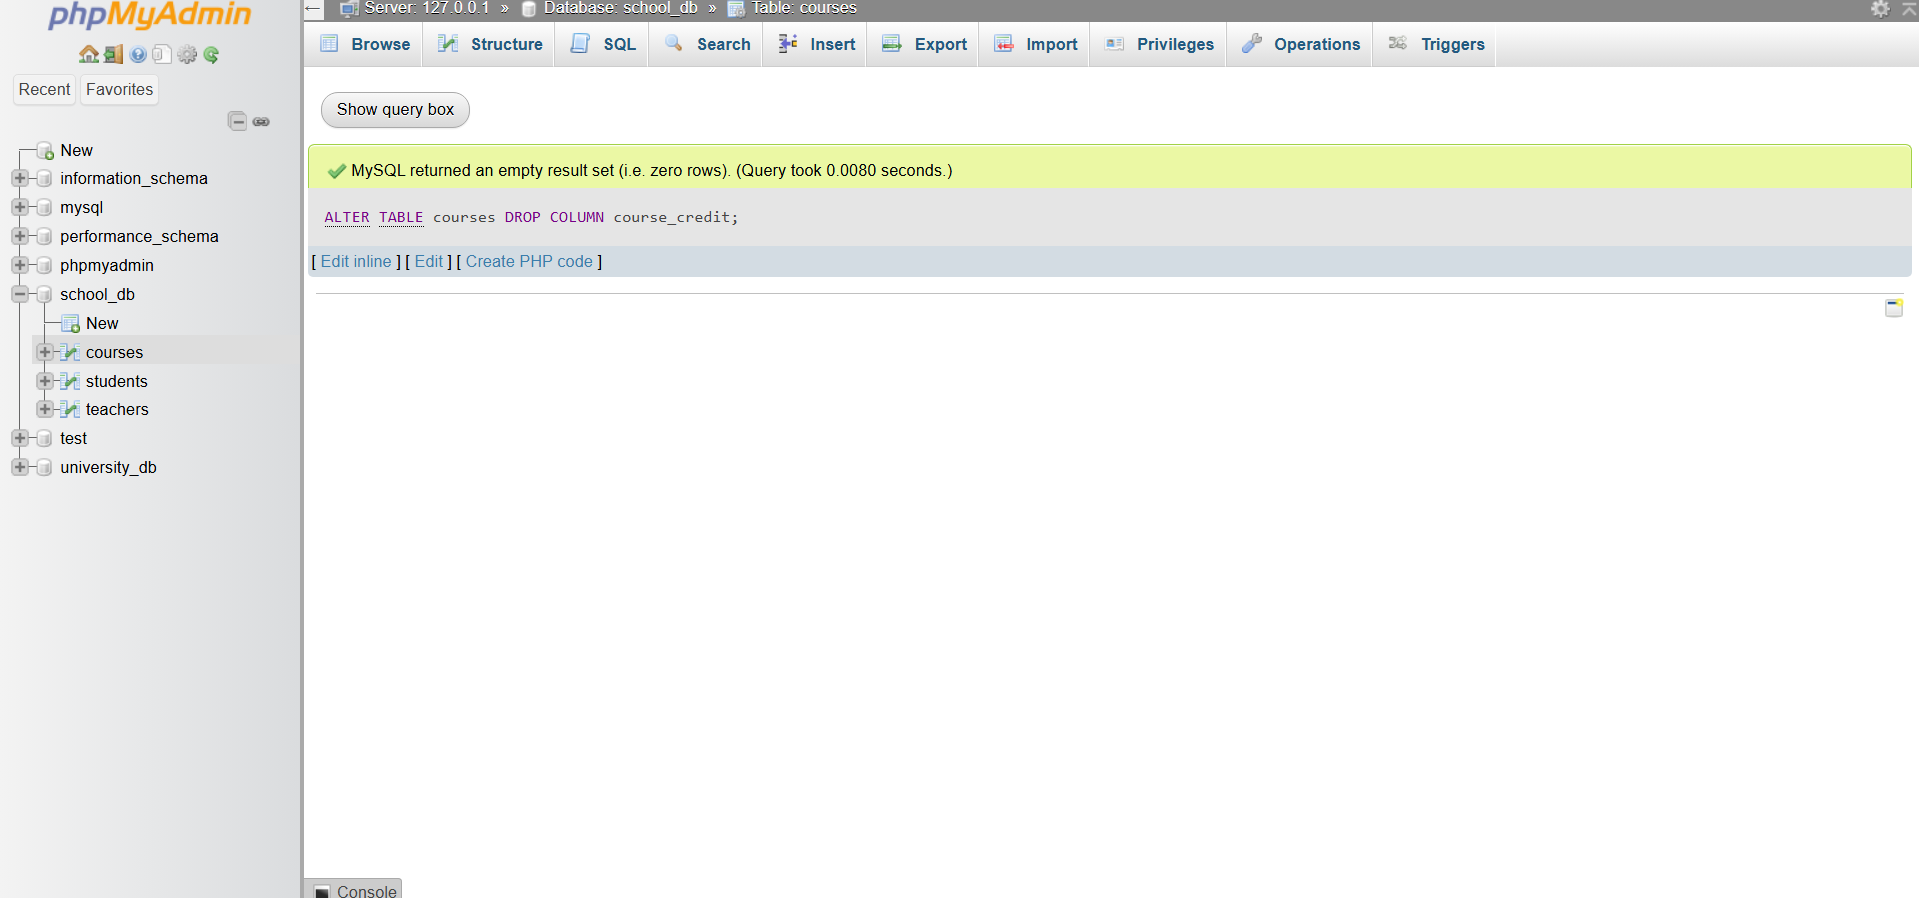 phpMyAdmin
Recent Favorites
New
information_schema
mysql
performance_schema
phpmyadmin
school_db
New
courses
students
teachers
test
university_db
Server: 127.0.0.1 » Database: school_db » Table: courses
Browse Structure SQL Search Insert Export Import Privileges Operations Triggers
Show query box
MySQL returned an empty result set (i.e. zero rows). (Query took 0.0080 seconds.)
ALTER TABLE courses DROP COLUMN course_credit;
[ Edit inline ] [ Edit ] [ Create PHP code ]
Console